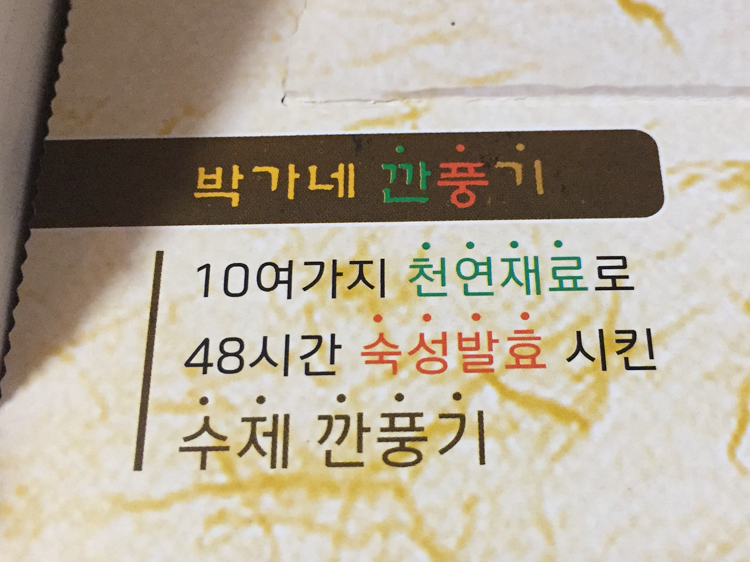 박가네 깐풍기
10여가지 천연재료로
48시간 숙성발효 시킨
수제 깐풍기